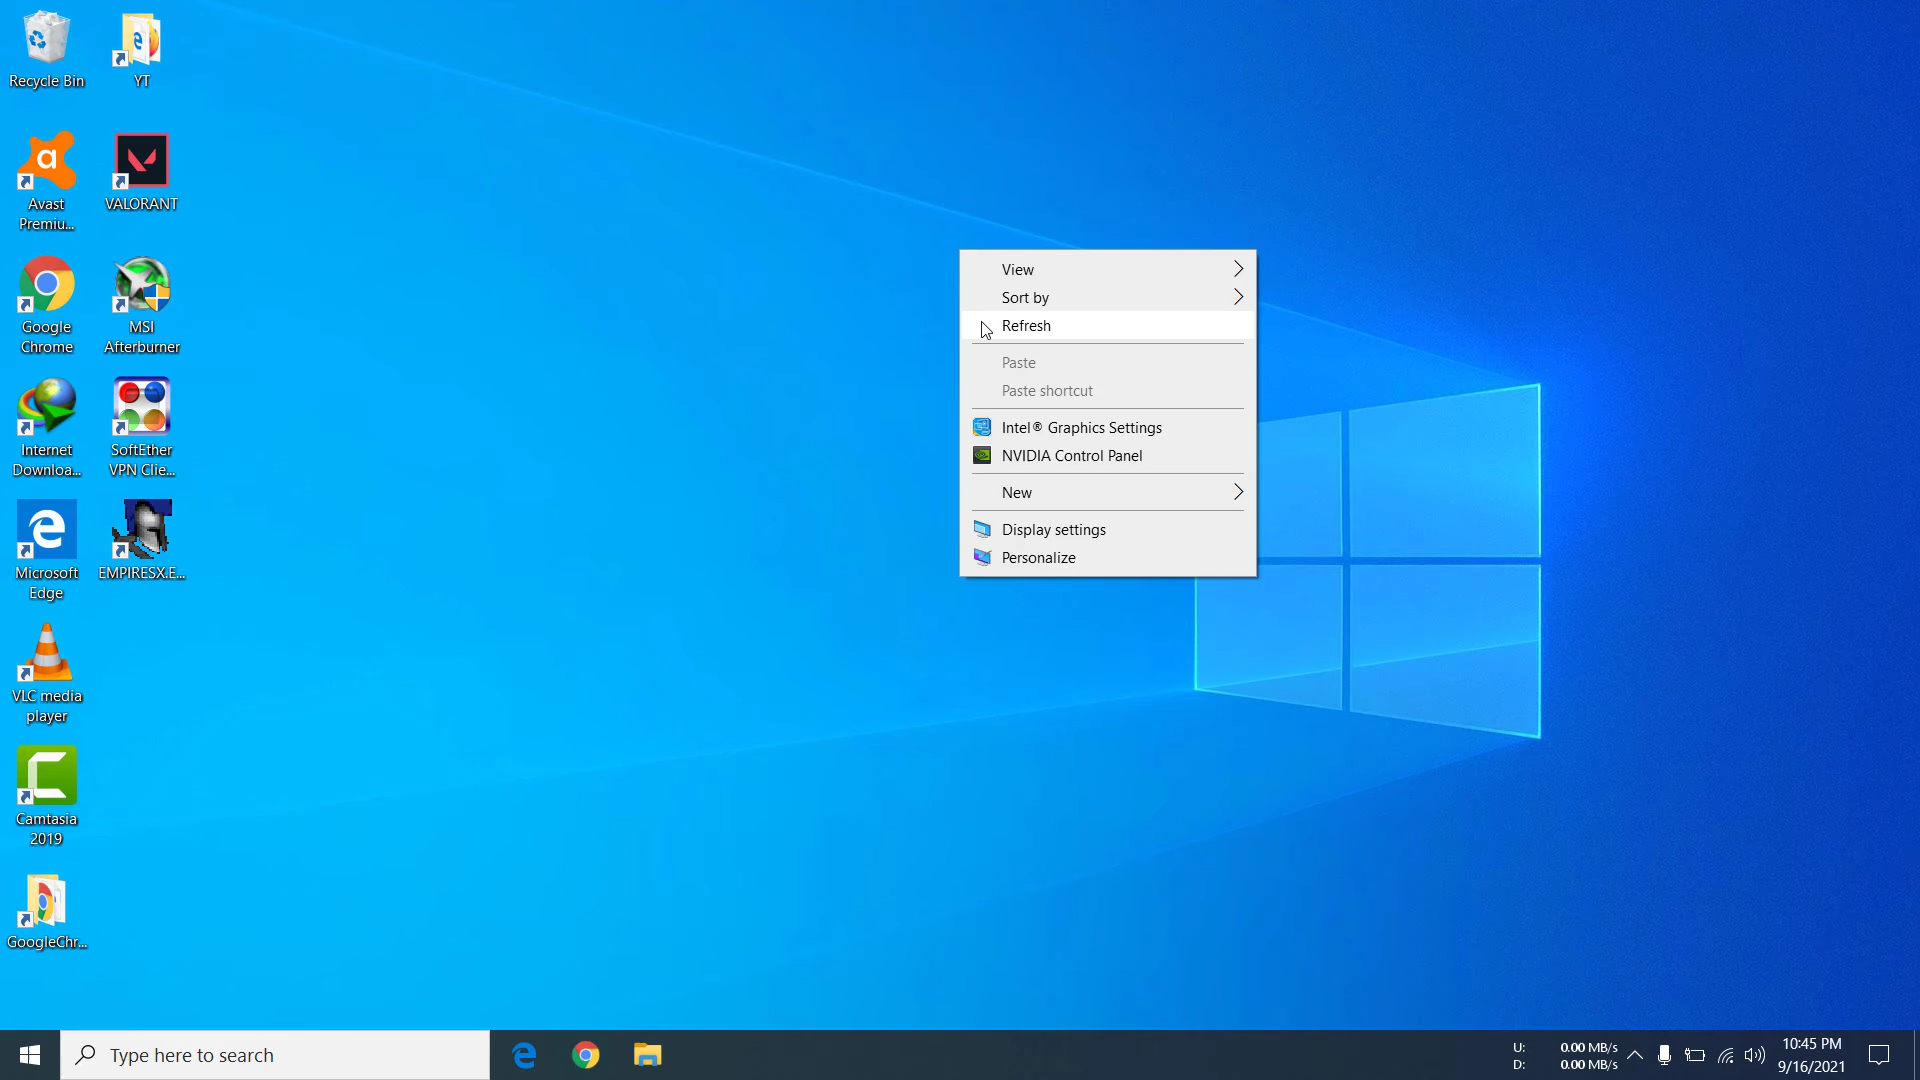 Recycle Bin
YT
Avast
Premiu...
VALORANT
Google
Chrome
MSI
Afterburner
Internet
Downloa...
SoftEther
VPN Clie...
Microsoft
Edge
EMPIRESX.E...
VLC media
player
Camtasia
2019
GoogleChr...
View
Sort by
Refresh
Paste
Paste shortcut
Intel® Graphics Settings
NVIDIA Control Panel
New
Display settings
Personalize
Type here to search
U: 0.00 MB/s
D: 0.00 MB/s
10:45 PM
9/16/2021